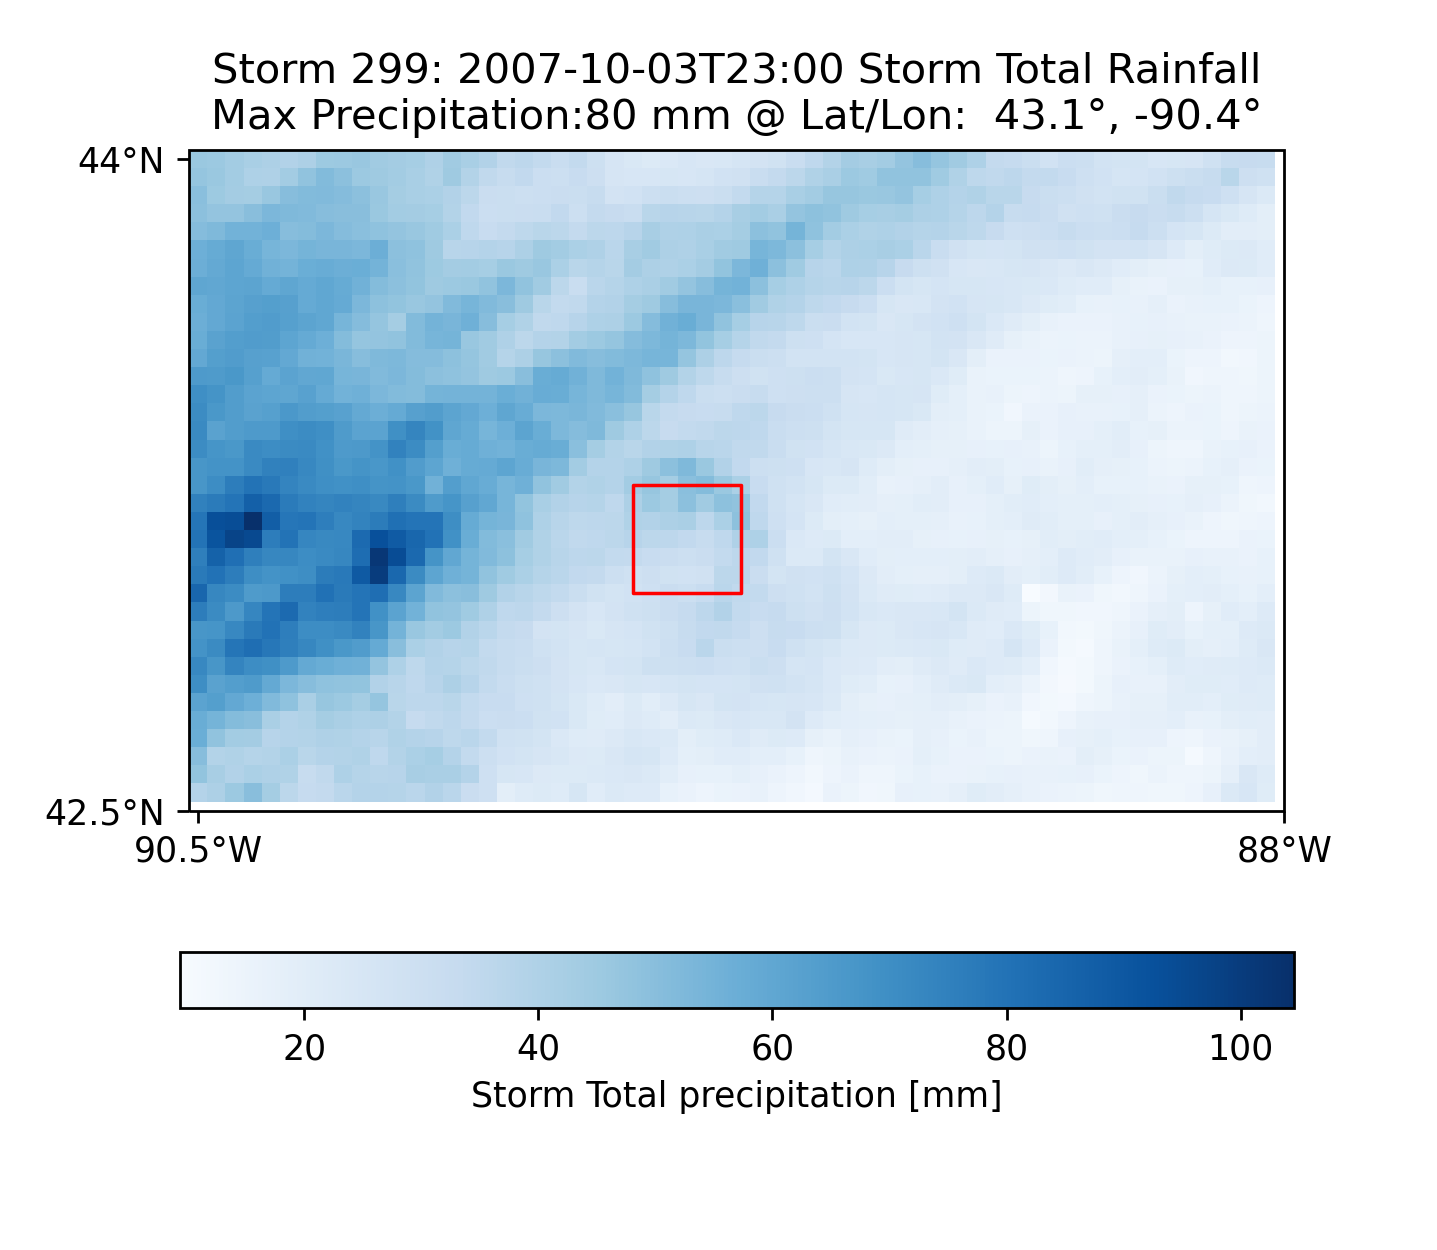 Storm 299: 2007-10-03T23:00 Storm Total Rainfall
Max Precipitation:80 mm @ Lat/Lon:  43.1°, -90.4°
44°N
42.5°N
90.5°W 88°W
20 40 60 80 100
Storm Total precipitation [mm]